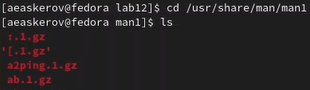 [aeaskerov@fedora lab12]$ cd /usr/share/man/man1
[aeaskerov@fedora man1]$ ls
:.1.gz
'[.1.gz'
a2ping.1.gz
ab.1.gz